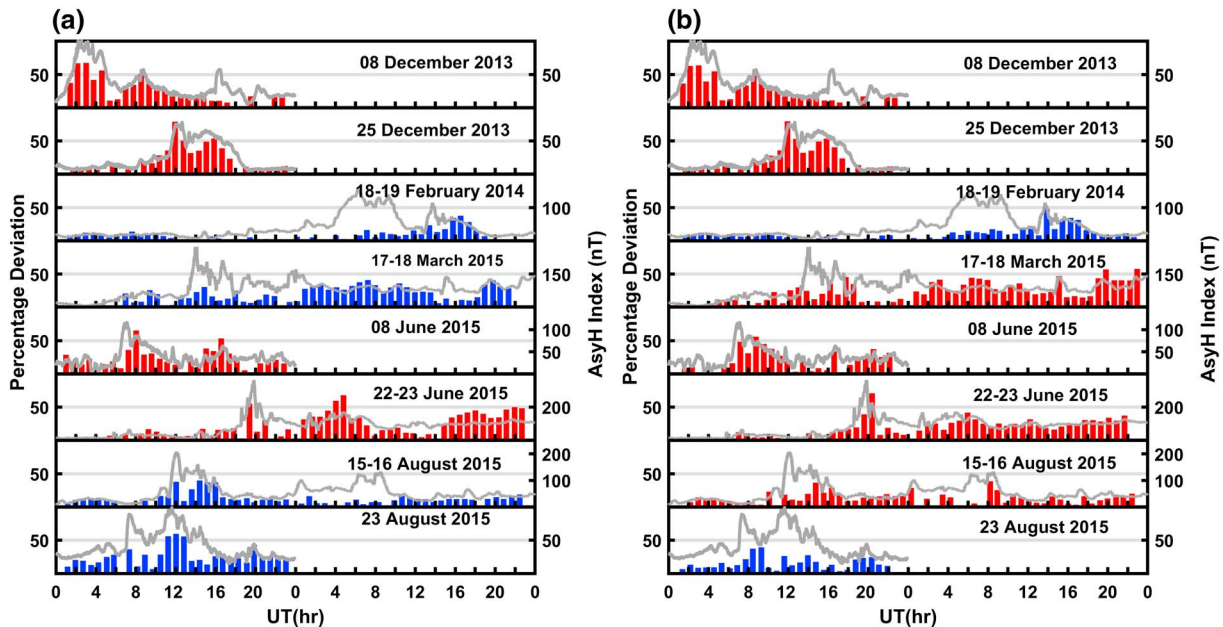 (a)
(b)
Percentage Deviation
50
08 December 2013
50
50
25 December 2013
50
50
18-19 February 2014
100
50
17-18 March 2015
150
50
08 June 2015
100
50
50
22-23 June 2015
200
50
15-16 August 2015
200
100
50
23 August 2015
50
AsyH Index (nT)
0 4 8 12 16 20 0 4 8 12 16 20 0
UT(hr)
Percentage Deviation
50
08 December 2013
50
50
25 December 2013
50
50
18-19 February 2014
100
50
17-18 March 2015
150
50
08 June 2015
100
50
50
22-23 June 2015
200
50
15-16 August 2015
200
100
50
23 August 2015
50
AsyH Index (nT)
0 4 8 12 16 20 0 4 8 12 16 20 0
UT(hr)